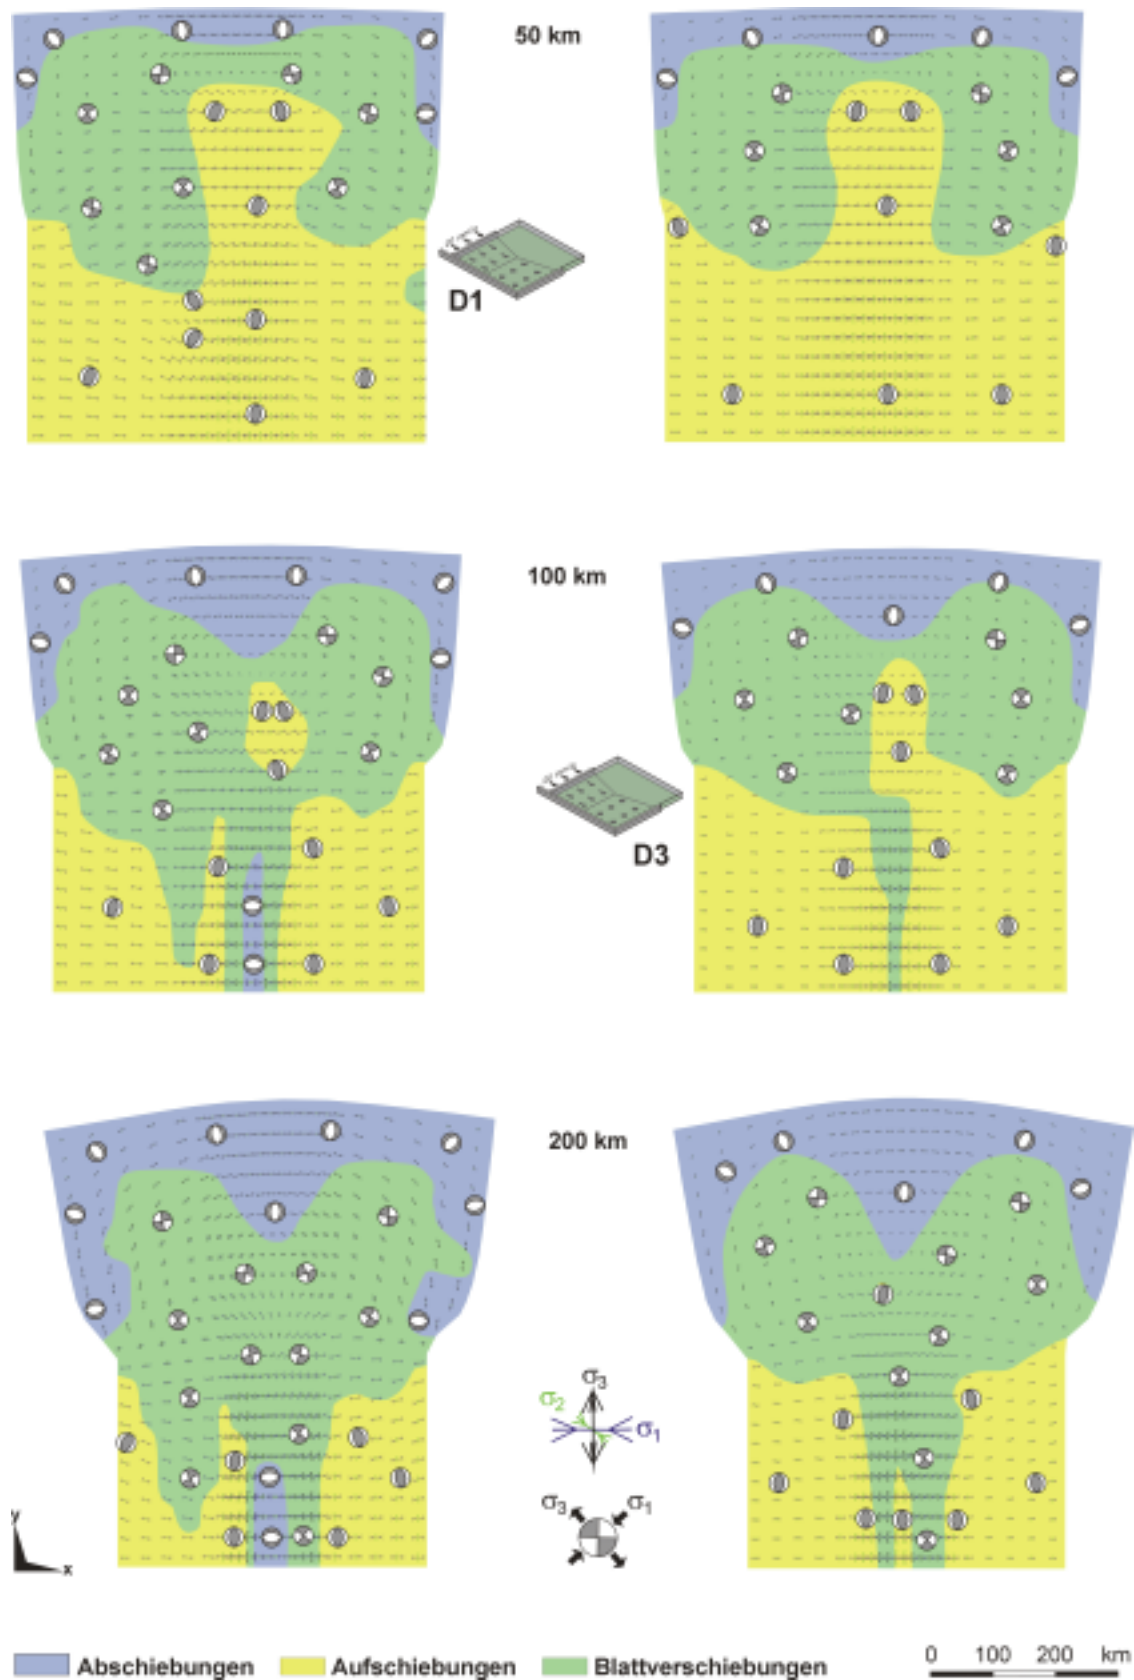 50 km
D1
100 km
D3
200 km
σ3
σ2
σ1
σ3 σ1
y
x
Abschiebungen Aufschiebungen Blattverschiebungen
0 100 200 km